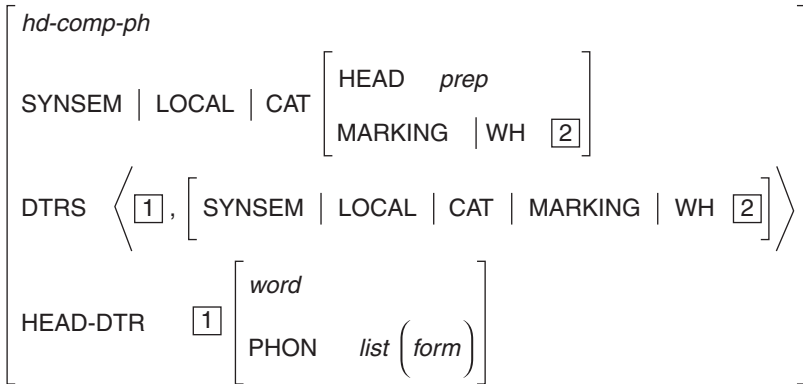 hd-comp-ph
HEAD prep
SYNSEM | LOCAL | CAT
MARKING | WH 2
DTRS 〈 1 , [ SYNSEM | LOCAL | CAT | MARKING | WH 2 ] 〉
word
HEAD-DTR 1
PHON list (form)